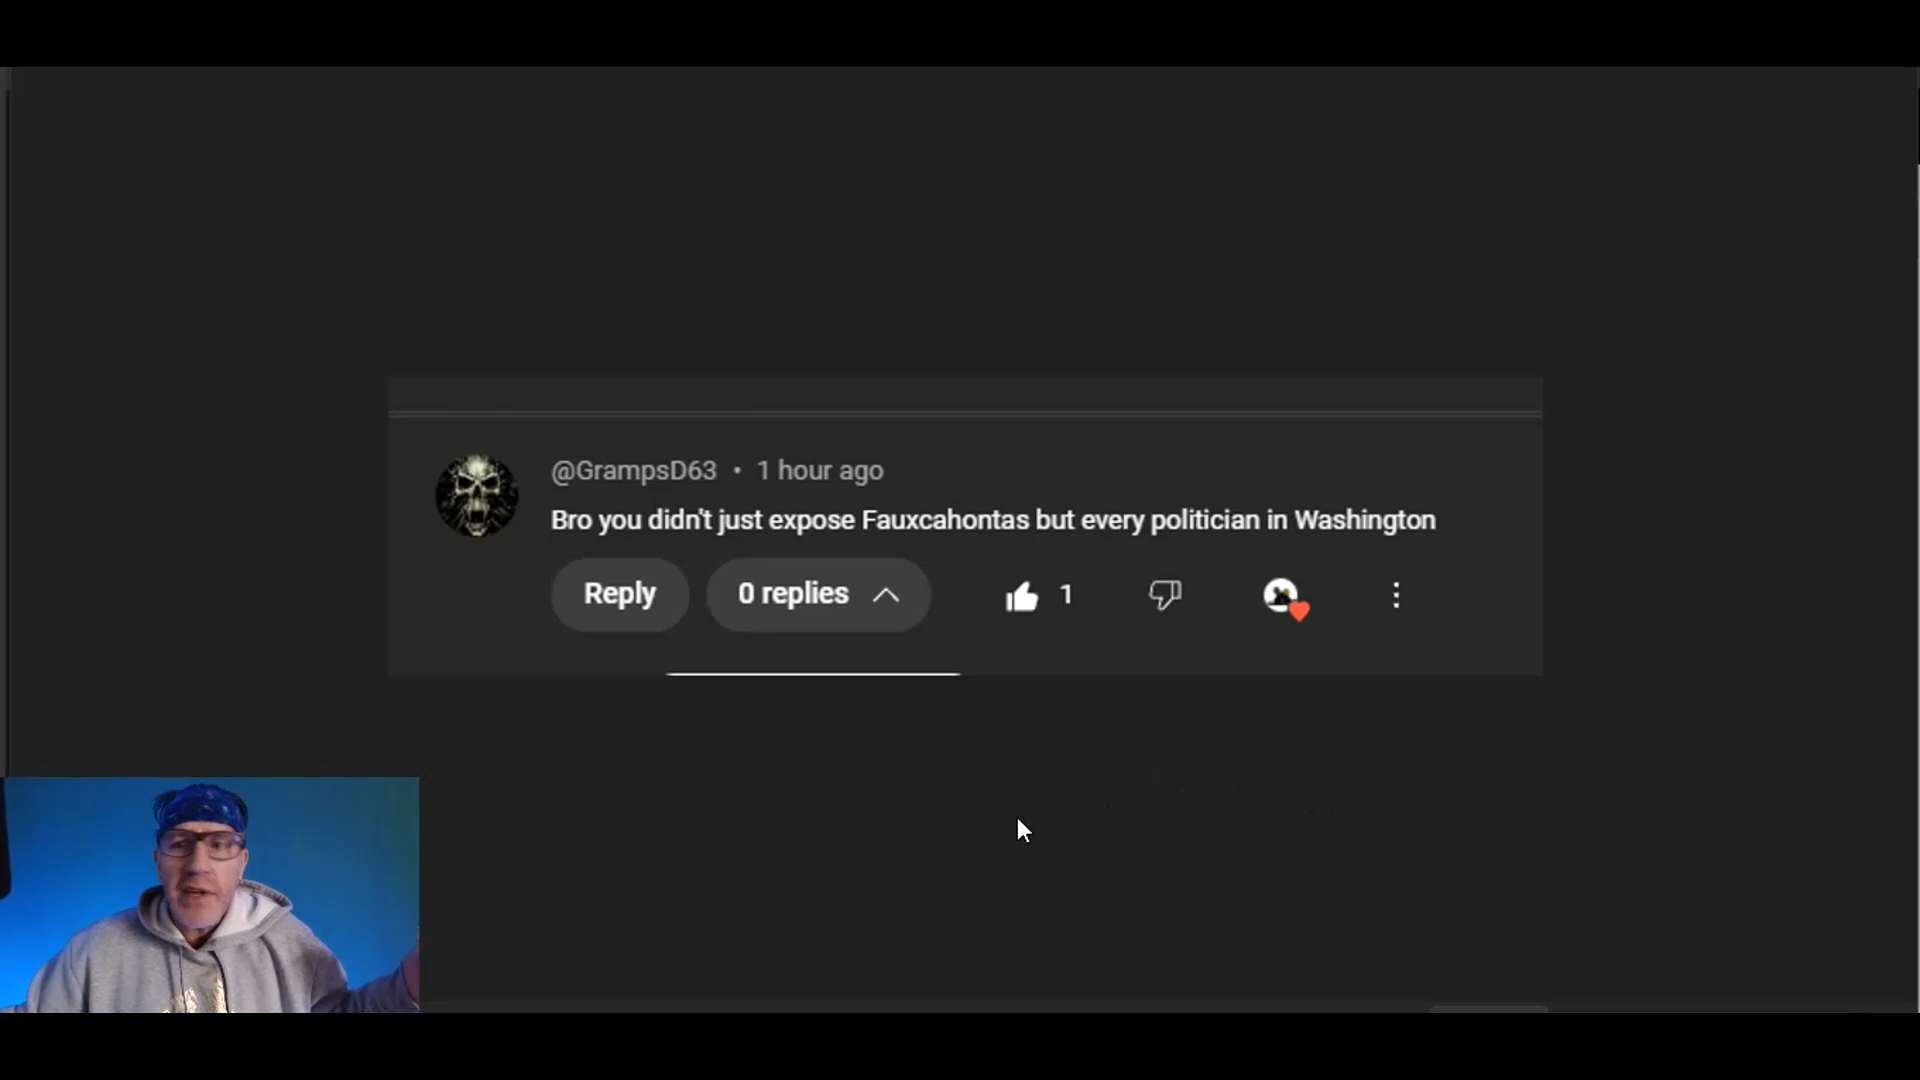 @GrampsD63 • 1 hour ago
Bro you didn't just expose Fauxcahontas but every politician in Washington
Reply 0 replies 1